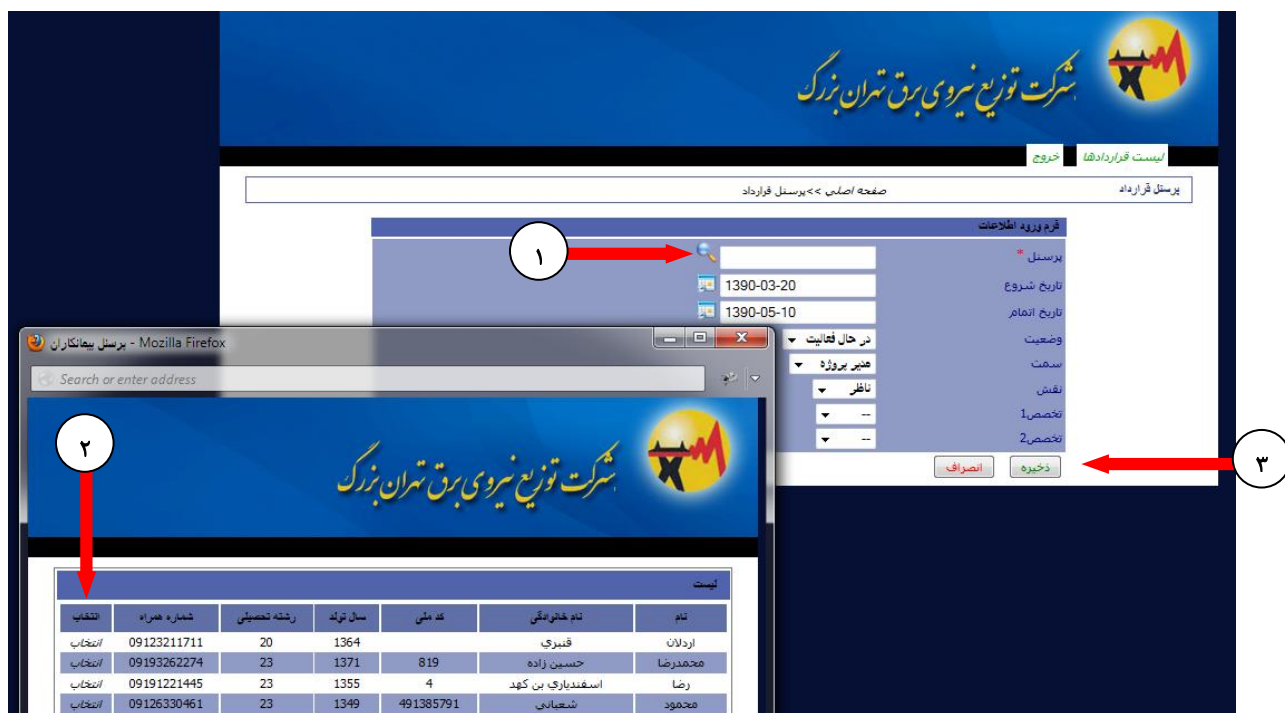 شرکت توزیع نیروی برق تهران بزرگ
لیست قراردادها خروج
پرسنل قرارداد صفحه اصلی >>پرسنل قرارداد
فرم ورود اطلاعات
پرسنل *
۱
تاریخ شروع 1390-03-20
تاریخ اتمام 1390-05-10
وضعیت در حال فعالیت
سمت مدیر پروژه
نقش ناظر
تخصص1 --
تخصص2 --
ذخیره انصراف
۳
پرسنل پیمانکاران - Mozilla Firefox
Search or enter address
۲
شرکت توزیع نیروی برق تهران بزرگ
لیست
نام نام خانوادگی کد ملی سال تولد رشته تحصیلی شماره همراه انتخاب
اردلان قنبري 1364 20 09123211711 انتخاب
محمدرضا حسین زاده 819 1371 23 09193262274 انتخاب
رضا اسفندیاري بن کهد 4 1355 23 09191221445 انتخاب
محمود شعبانی 491385791 1349 23 09126330461 انتخاب